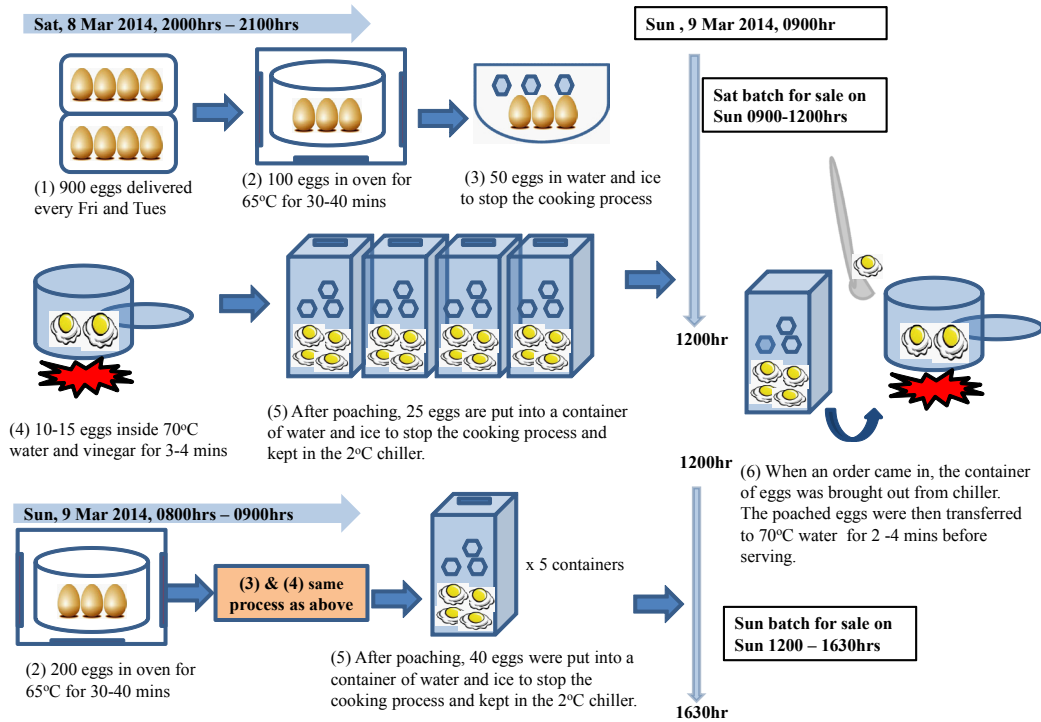 Sat, 8 Mar 2014, 2000hrs – 2100hrs
(1) 900 eggs delivered
every Fri and Tues
(2) 100 eggs in oven for
65ºC for 30-40 mins
(3) 50 eggs in water and ice
to stop the cooking process
Sun , 9 Mar 2014, 0900hr
Sat batch for sale on
Sun 0900-1200hrs
1200hr
(4) 10-15 eggs inside 70ºC
water and vinegar for 3-4 mins
(5) After poaching, 25 eggs are put into a container
of water and ice to stop the cooking process and
kept in the 2ºC chiller.
(6) When an order came in, the container
of eggs was brought out from chiller.
The poached eggs were then transferred
to 70ºC water for 2 -4 mins before
serving.
Sun, 9 Mar 2014, 0800hrs – 0900hrs
(2) 200 eggs in oven for
65ºC for 30-40 mins
(3) & (4) same
process as above
x 5 containers
(5) After poaching, 40 eggs were put into a
container of water and ice to stop the
cooking process and kept in the 2ºC chiller.
1200hr
Sun batch for sale on
Sun 1200 – 1630hrs
1630hr